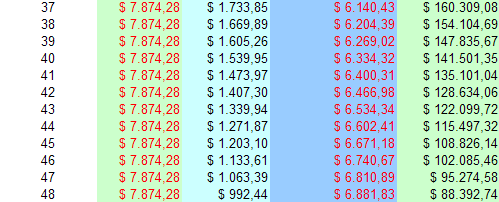 37 $ 7.874,28 $ 1.733,85 $ 6.140,43 $ 160.309,08
38 $ 7.874,28 $ 1.669,89 $ 6.204,39 $ 154.104,69
39 $ 7.874,28 $ 1.605,26 $ 6.269,02 $ 147.835,67
40 $ 7.874,28 $ 1.539,95 $ 6.334,32 $ 141.501,35
41 $ 7.874,28 $ 1.473,97 $ 6.400,31 $ 135.101,04
42 $ 7.874,28 $ 1.407,30 $ 6.466,98 $ 128.634,06
43 $ 7.874,28 $ 1.339,94 $ 6.534,34 $ 122.099,72
44 $ 7.874,28 $ 1.271,87 $ 6.602,41 $ 115.497,32
45 $ 7.874,28 $ 1.203,10 $ 6.671,18 $ 108.826,14
46 $ 7.874,28 $ 1.133,61 $ 6.740,67 $ 102.085,46
47 $ 7.874,28 $ 1.063,39 $ 6.810,89 $ 95.274,58
48 $ 7.874,28 $ 992,44 $ 6.881,83 $ 88.392,74